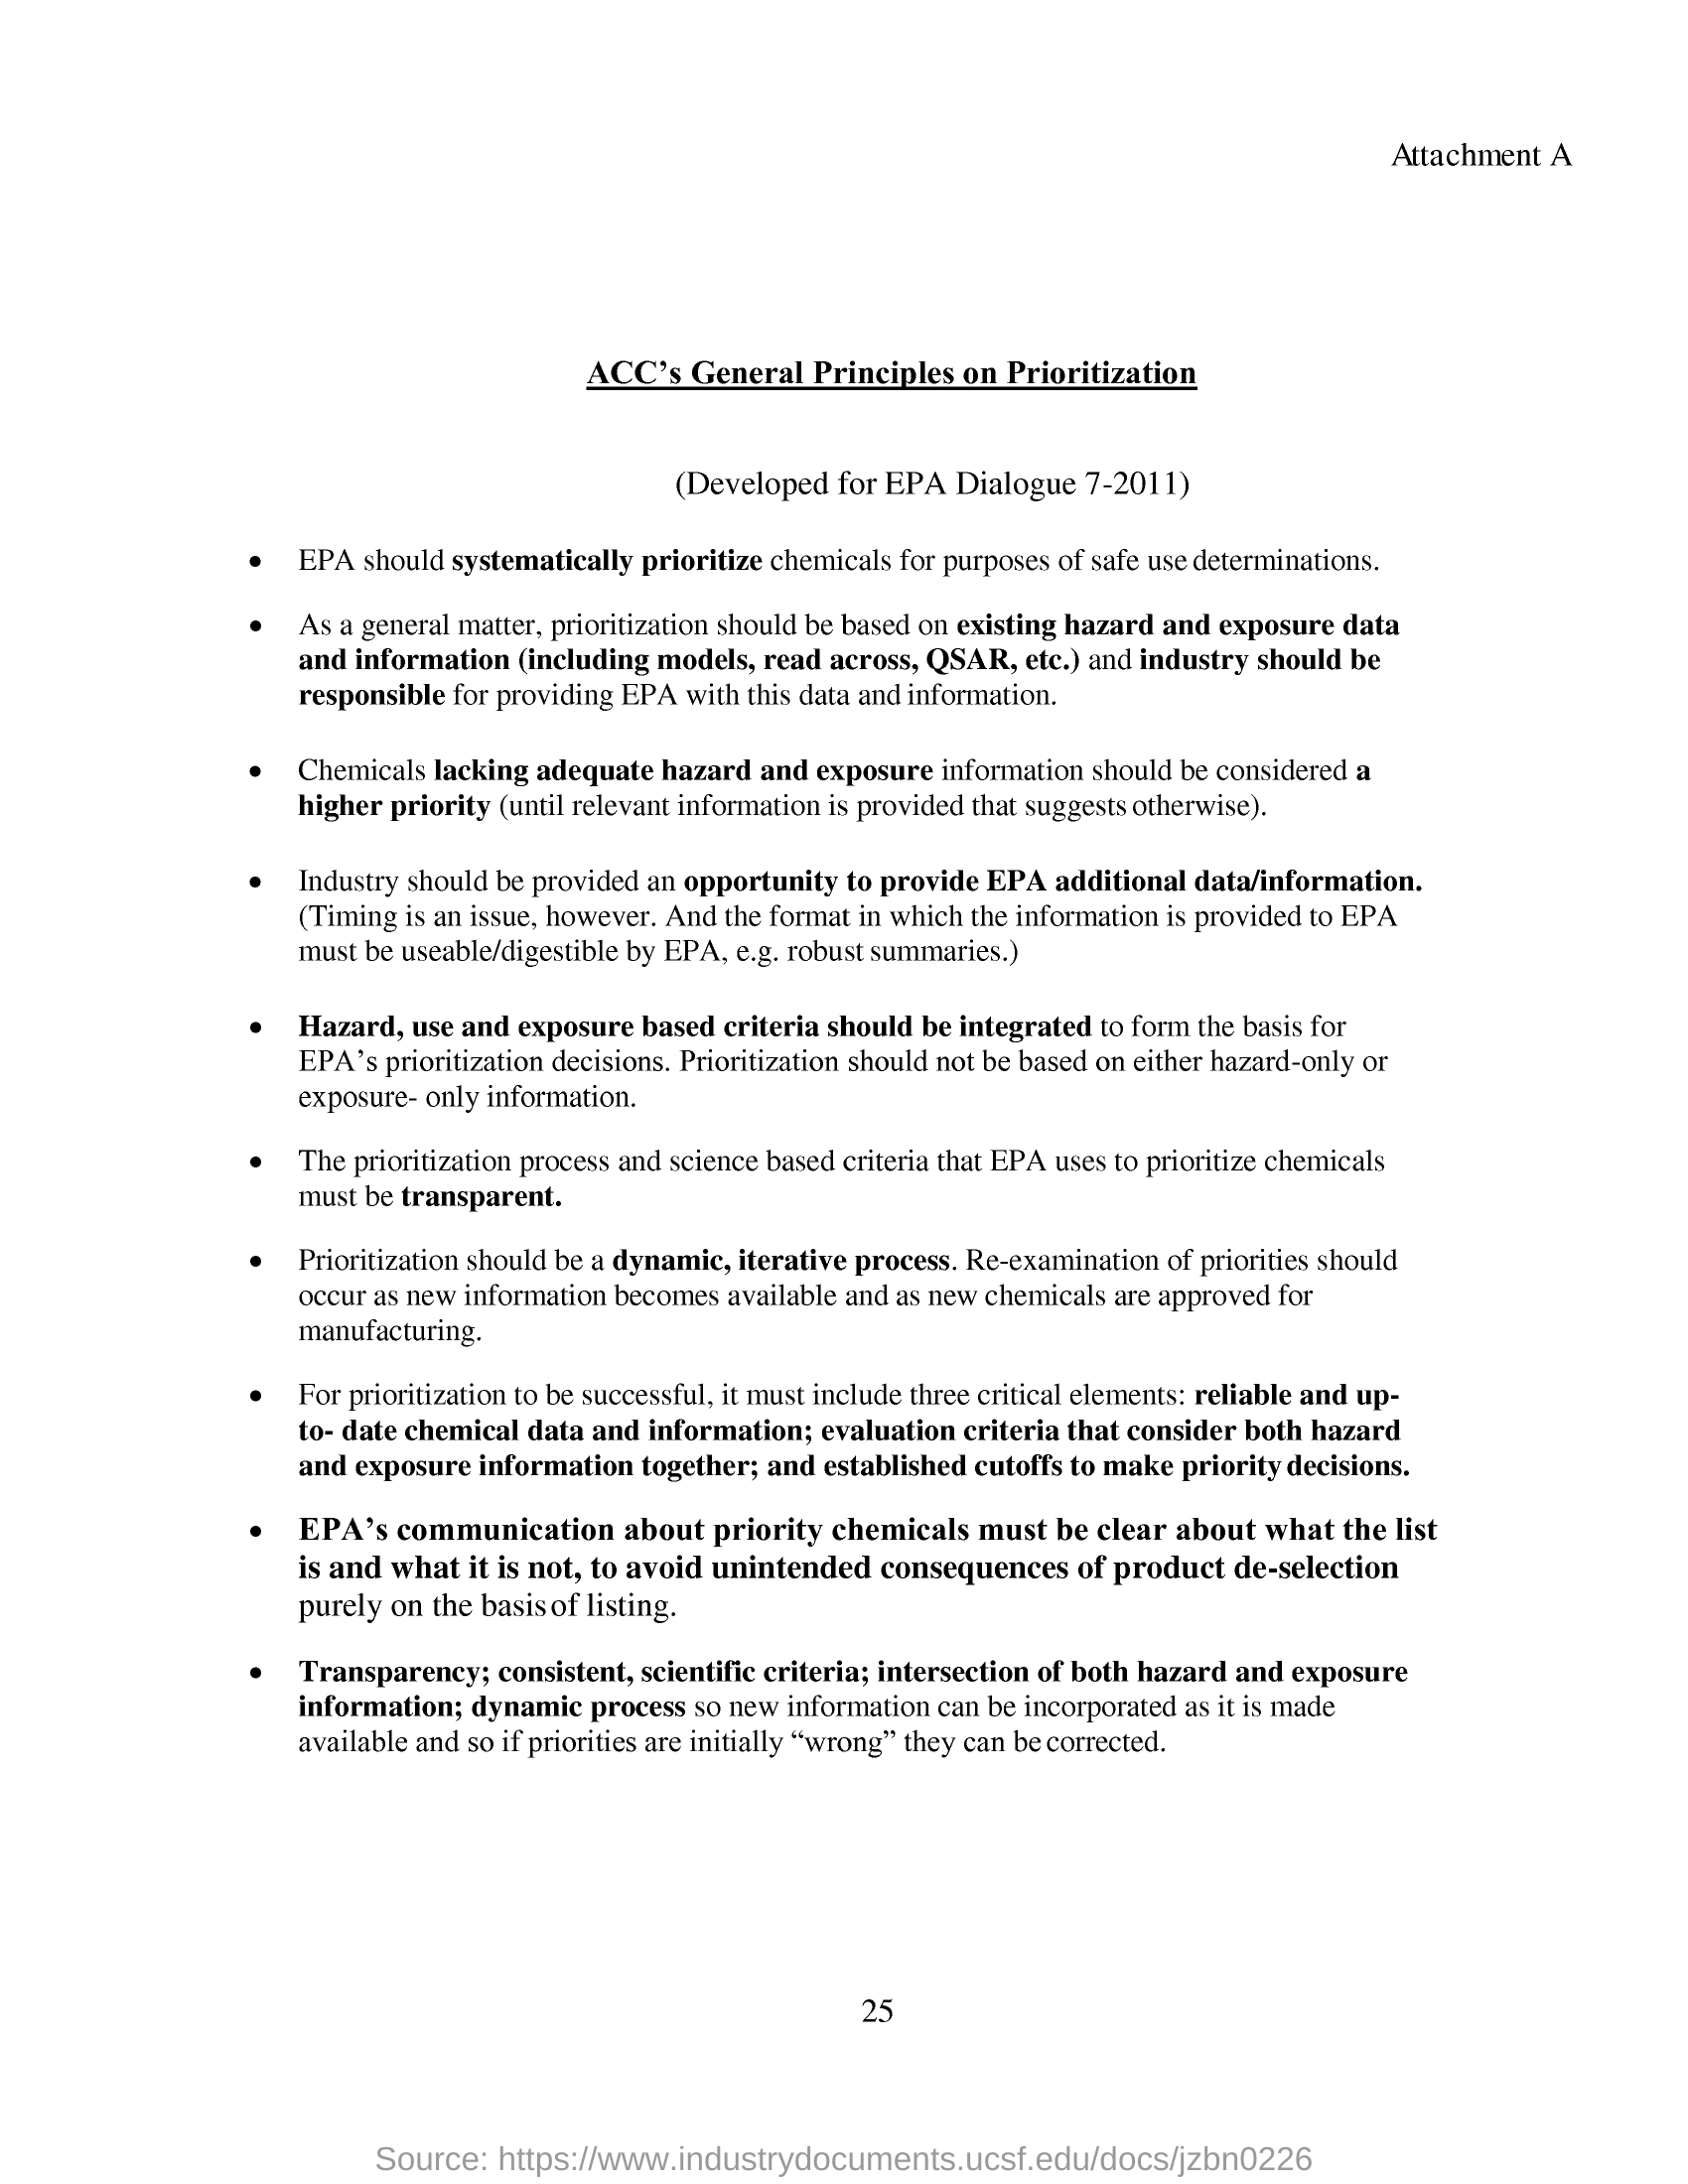 Attachment A
ACC’s General Principles on Prioritization
(Developed for EPA Dialogue 7-2011)
• EPA should systematically prioritize chemicals for purposes of safe use determinations.
• As a general matter, prioritization should be based on existing hazard and exposure data
and information (including models, read across, QSAR, etc.) and industry should be
responsible for providing EPA with this data and information.
• Chemicals lacking adequate hazard and exposure information should be considered a
higher priority (until relevant information is provided that suggests otherwise).
• Industry should be provided an opportunity to provide EPA additional data/information.
(Timing is an issue, however. And the format in which the information is provided to EPA
must be useable/digestible by EPA, e.g. robust summaries.)
• Hazard, use and exposure based criteria should be integrated to form the basis for
EPA’s prioritization decisions. Prioritization should not be based on either hazard-only or
exposure- only information.
• The prioritization process and science based criteria that EPA uses to prioritize chemicals
must be transparent.
• Prioritization should be a dynamic, iterative process. Re-examination of priorities should
occur as new information becomes available and as new chemicals are approved for
manufacturing.
• For prioritization to be successful, it must include three critical elements: reliable and up-
to- date chemical data and information; evaluation criteria that consider both hazard
and exposure information together; and established cutoffs to make priority decisions.
• EPA’s communication about priority chemicals must be clear about what the list
is and what it is not, to avoid unintended consequences of product de-selection
purely on the basis of listing.
• Transparency; consistent, scientific criteria; intersection of both hazard and exposure
information; dynamic process so new information can be incorporated as it is made
available and so if priorities are initially “wrong” they can be corrected.
25
Source: https://www.industrydocuments.ucsf.edu/docs/jzbn0226